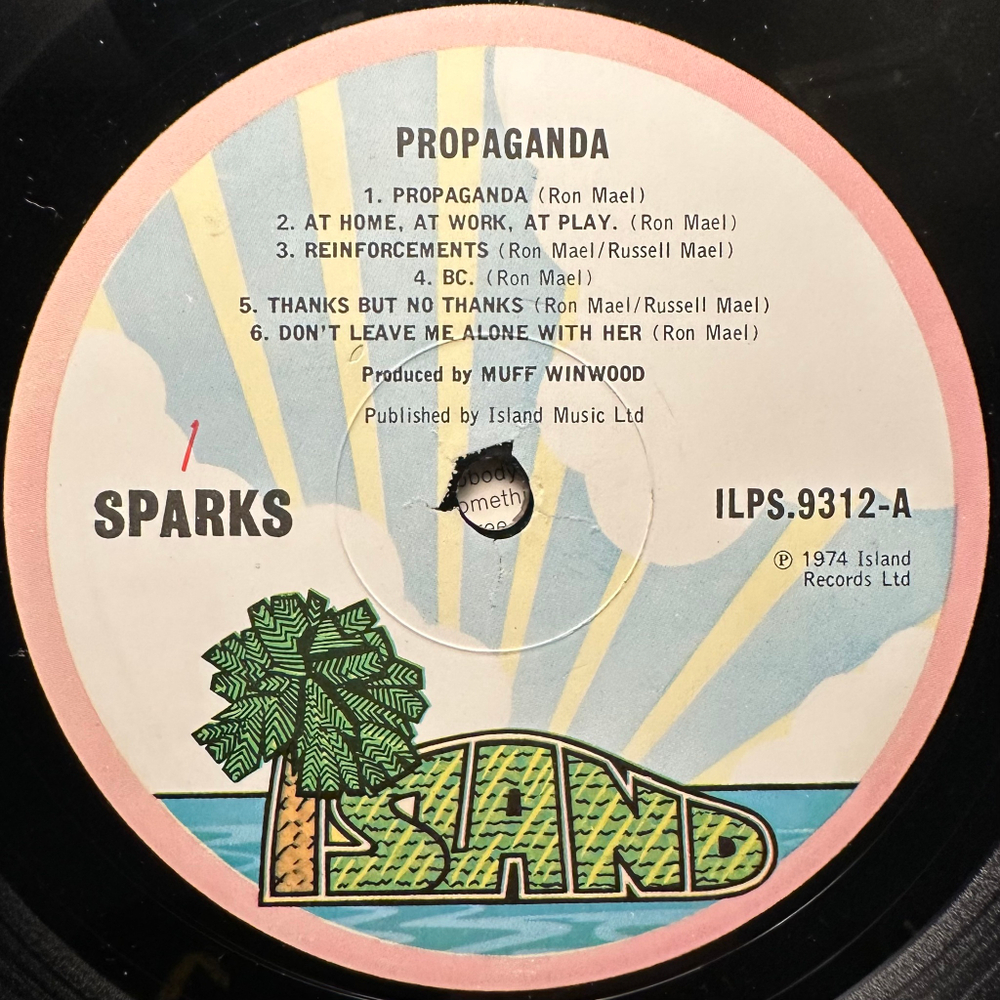 PROPAGANDA
1. PROPAGANDA (Ron Mael)
2. AT HOME, AT WORK, AT PLAY. (Ron Mael)
3. REINFORCEMENTS (Ron Mael/Russell Mael)
4. BC. (Ron Mael)
5. THANKS BUT NO THANKS (Ron Mael/Russell Mael)
6. DON'T LEAVE ME ALONE WITH HER (Ron Mael)
Produced by MUFF WINWOOD
Published by Island Music Ltd
1
SPARKS
ILPS.9312-A
Ⓟ 1974 Island
Records Ltd
ISLAND